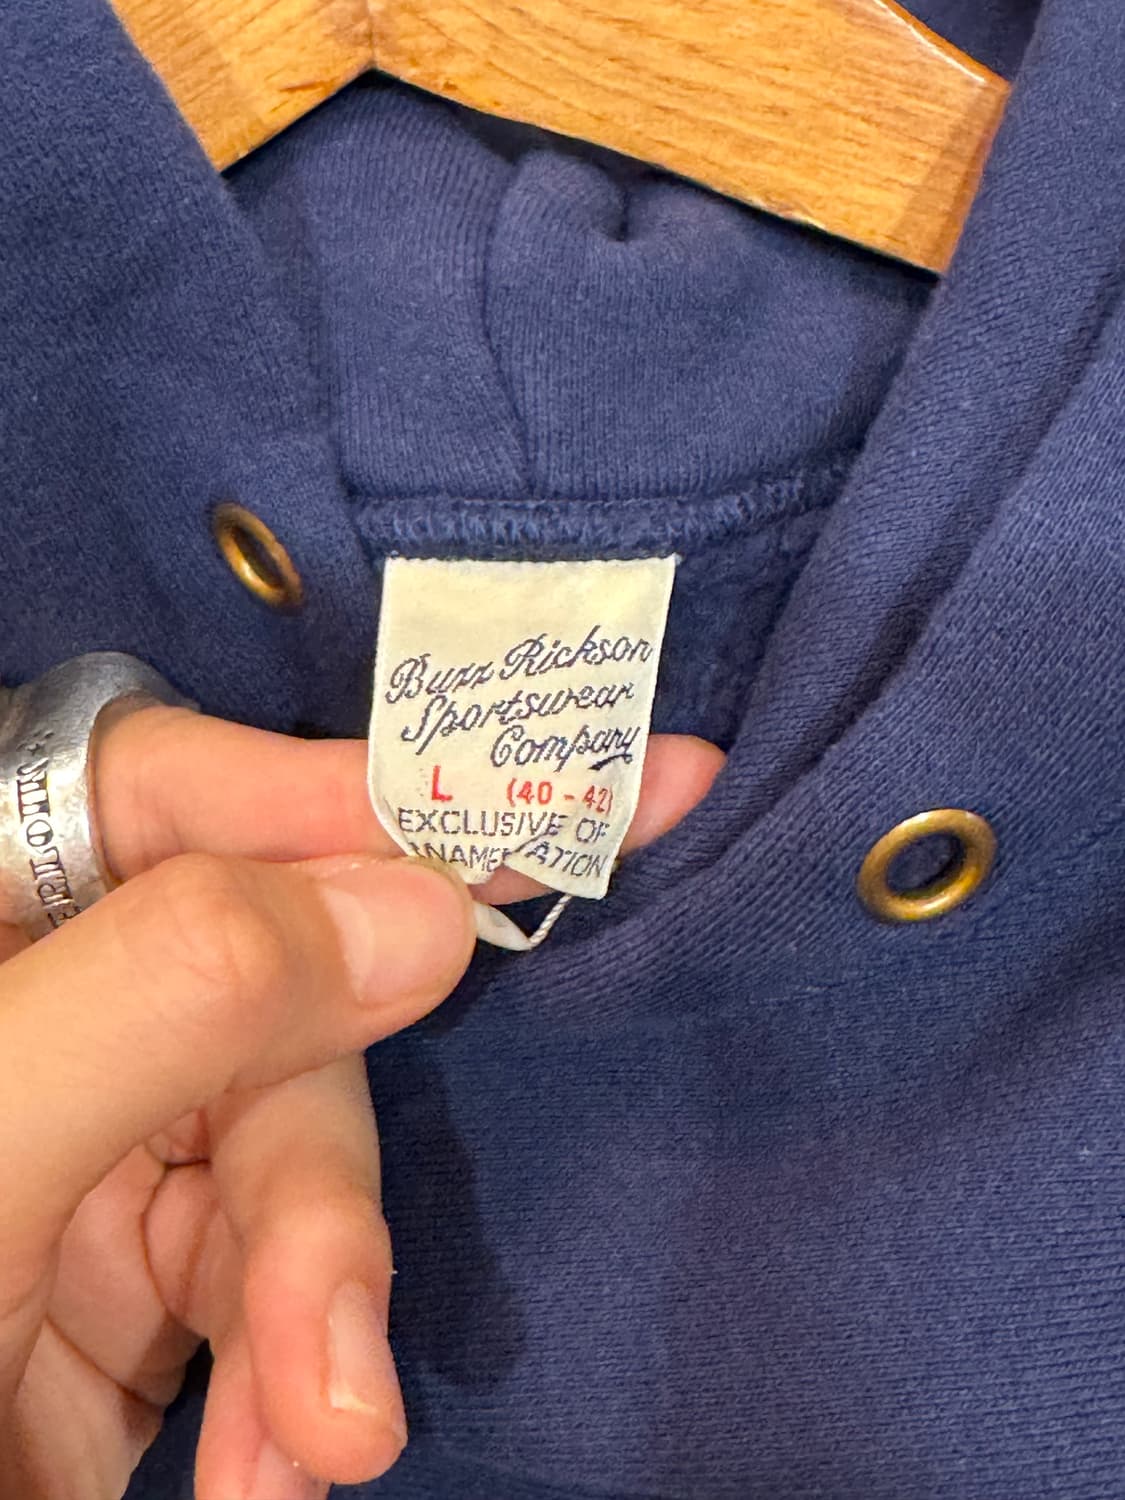 Buzz Rickson
Sportswear
Company
L (40 - 42)
EXCLUSIVE OF